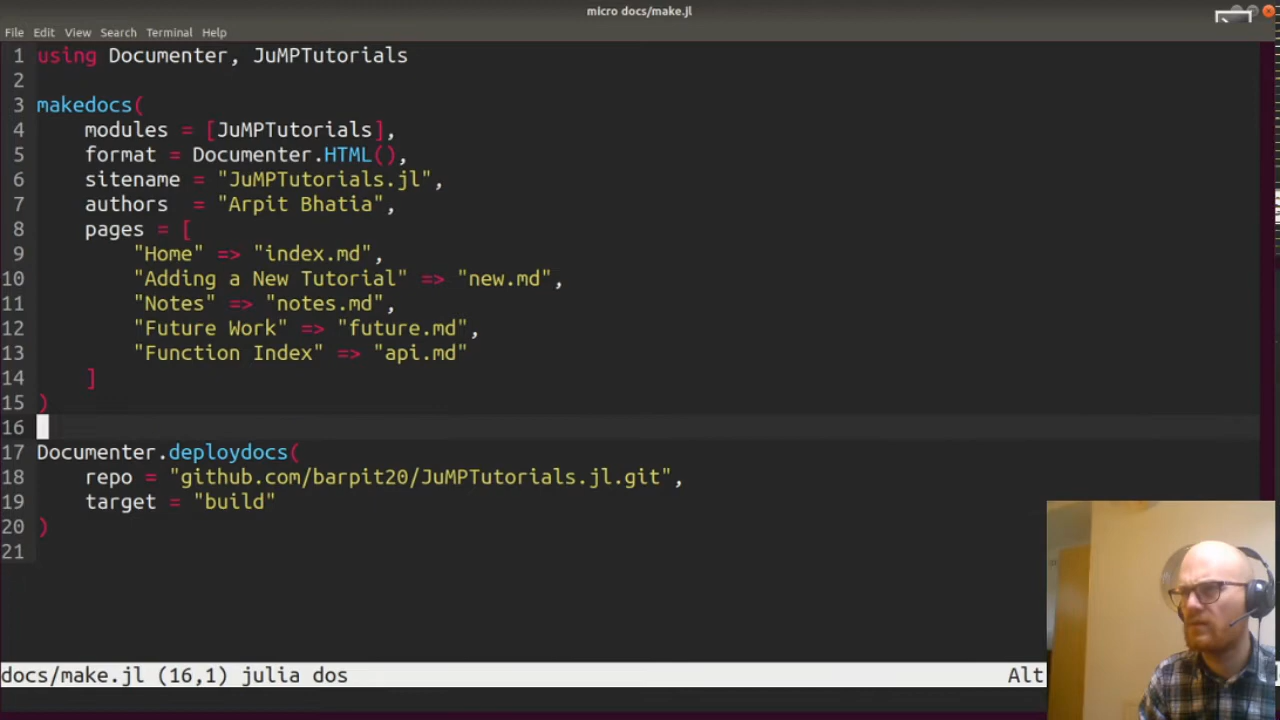 micro docs/make.jl
File Edit View Search Terminal Help
1 using Documenter, JuMPTutorials
2
3 makedocs(
4     modules = [JuMPTutorials],
5     format = Documenter.HTML(),
6     sitename = "JuMPTutorials.jl",
7     authors  = "Arpit Bhatia",
8     pages = [
9         "Home" => "index.md",
10         "Adding a New Tutorial" => "new.md",
11         "Notes" => "notes.md",
12         "Future Work" => "future.md",
13         "Function Index" => "api.md"
14     ]
15 )
16
17 Documenter.deploydocs(
18     repo = "github.com/barpit20/JuMPTutorials.jl.git",
19     target = "build"
20 )
21
docs/make.jl (16,1) julia dos Alt